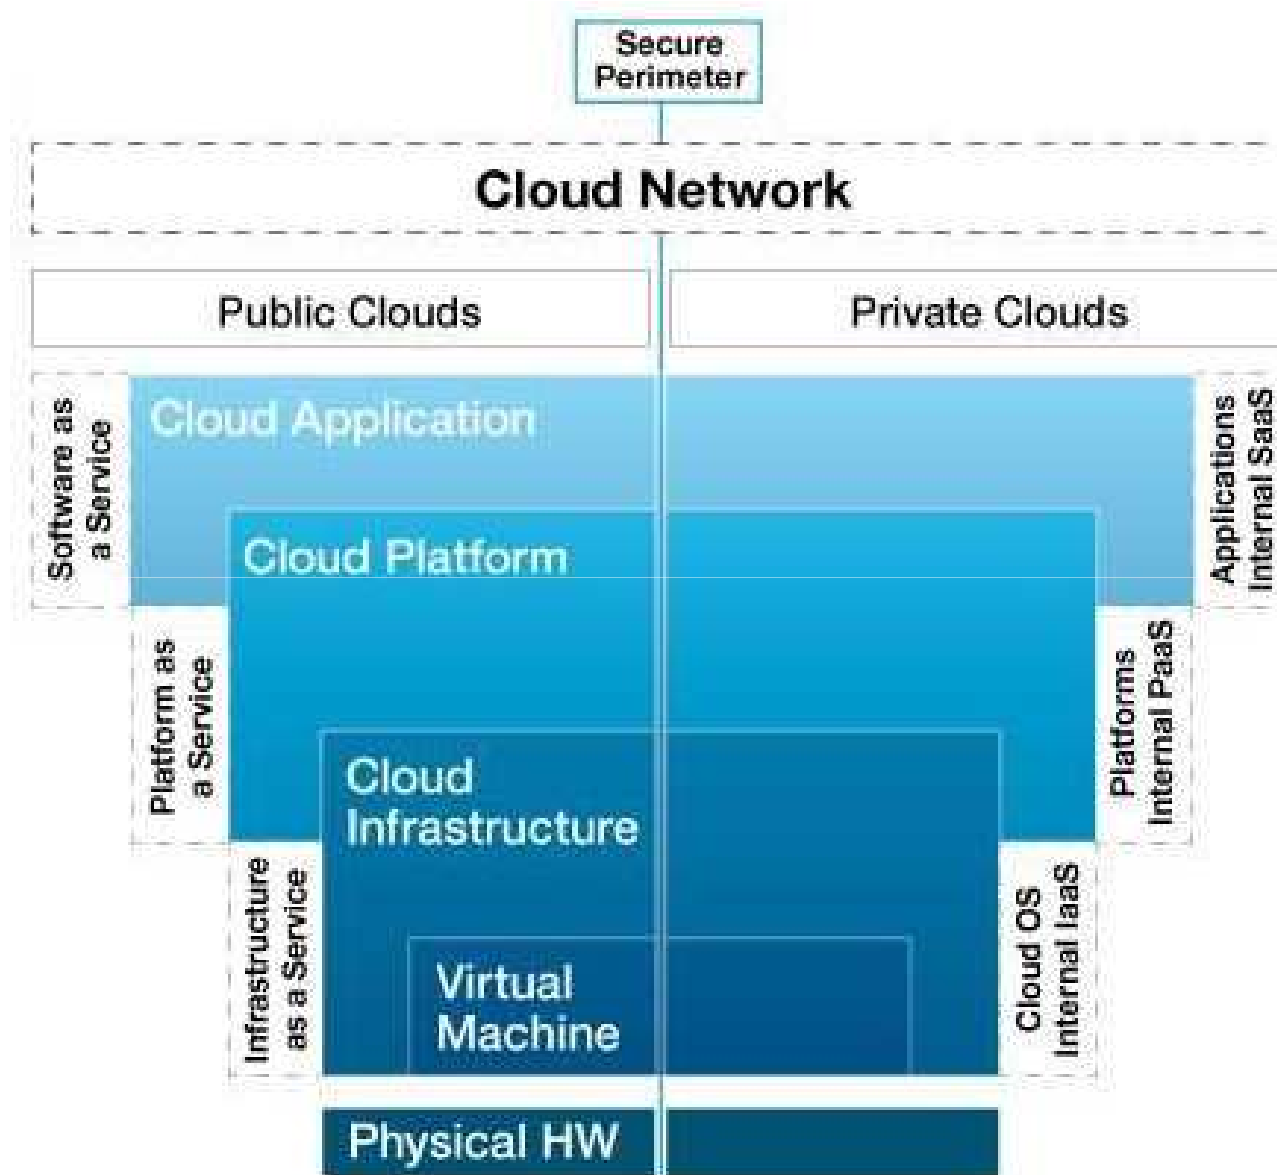 Secure
Perimeter
Cloud Network
Public Clouds
Private Clouds
Cloud Application
Software as
a Service
Applications
Internal SaaS
Cloud Platform
Platform as
a Service
Platforms
Internal PaaS
Cloud
Infrastructure
Infrastructure
as a Service
Cloud OS
Internal IaaS
Virtual
Machine
Physical HW